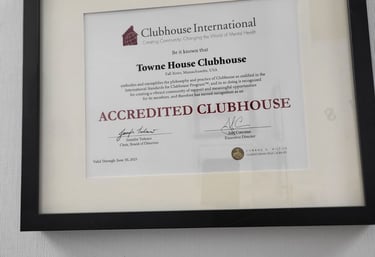 Clubhouse International
Creating Community: Changing the World of Mental Health
Be it known that
Towne House Clubhouse
Fall River, Massachusetts, USA
embodies and exemplifies the philosophy and practice of Clubhouse as outlined in the
International Standards for Clubhouse Programs™, and in so doing is recognized
for creating a vibrant community of support and meaningful opportunities
for its members, and therefore has earned recognition as an
ACCREDITED CLUBHOUSE
Chair, Board of Directors
Executive Director
Valid Through June 30, 2025